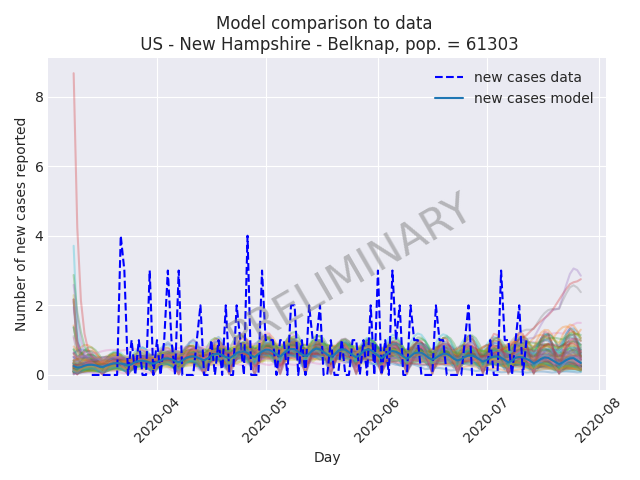 Model comparison to data
US - New Hampshire - Belknap, pop. = 61303
new cases data
new cases model
Number of new cases reported
8
6
4
2
0
PRELIMINARY
2020-04
2020-05
2020-06
2020-07
2020-08
Day